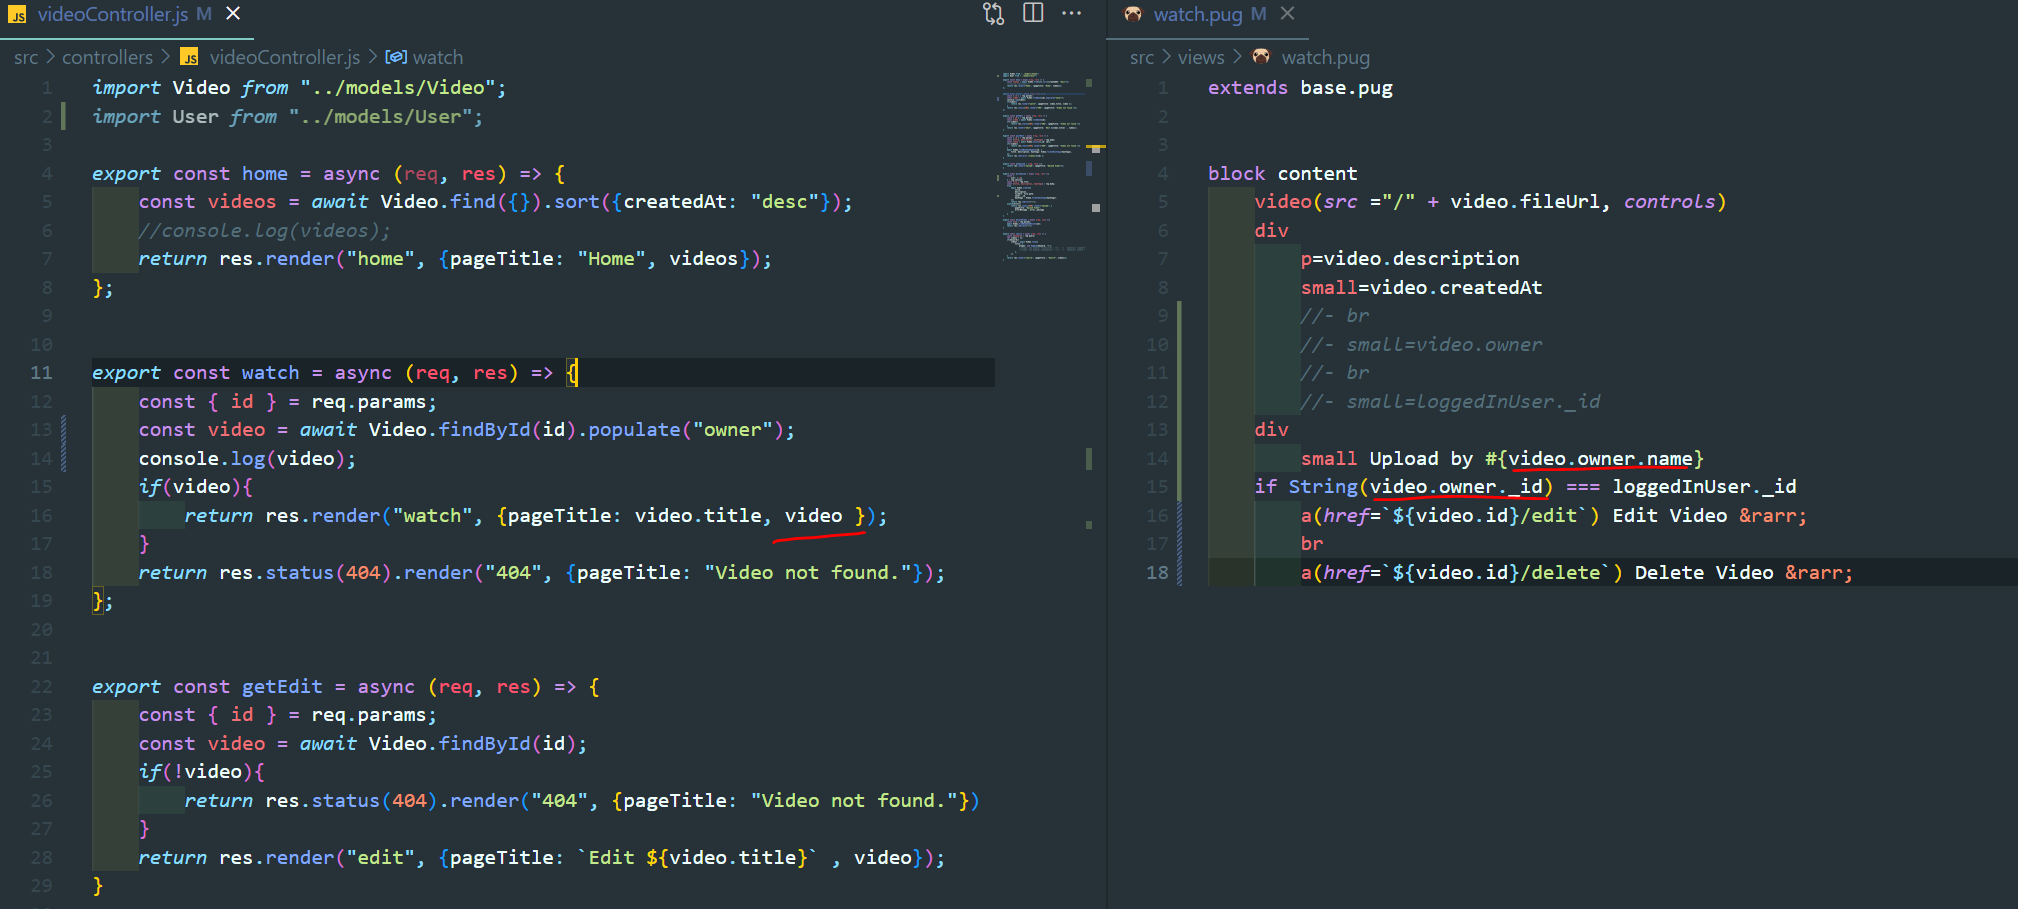 JS videoController.js M
src > controllers > JS videoController.js > watch
1 import Video from "../models/Video";
2 import User from "../models/User";
3
4 export const home = async (req, res) => {
5 const videos = await Video.find({}).sort({createdAt: "desc"});
6 //console.log(videos);
7 return res.render("home", {pageTitle: "Home", videos});
8 };
9
10
11 export const watch = async (req, res) => {
12 const { id } = req.params;
13 const video = await Video.findById(id).populate("owner");
14 console.log(video);
15 if(video){
16 return res.render("watch", {pageTitle: video.title, video });
17 }
18 return res.status(404).render("404", {pageTitle: "Video not found."});
19 };
20
21
22 export const getEdit = async (req, res) => {
23 const { id } = req.params;
24 const video = await Video.findById(id);
25 if(!video){
26 return res.status(404).render("404", {pageTitle: "Video not found."})
27 }
28 return res.render("edit", {pageTitle: `Edit ${video.title}` , video});
29 }
watch.pug M
src > views > watch.pug
1 extends base.pug
2
3
4 block content
5 video(src ="/" + video.fileUrl, controls)
6 div
7 p=video.description
8 small=video.createdAt
9 //- br
10 //- small=video.owner
11 //- br
12 //- small=loggedInUser._id
13 div
14 small Upload by #{video.owner.name}
15 if String(video.owner._id) === loggedInUser._id
16 a(href=`${video.id}/edit`) Edit Video &rarr;
17 br
18 a(href=`${video.id}/delete`) Delete Video &rarr;